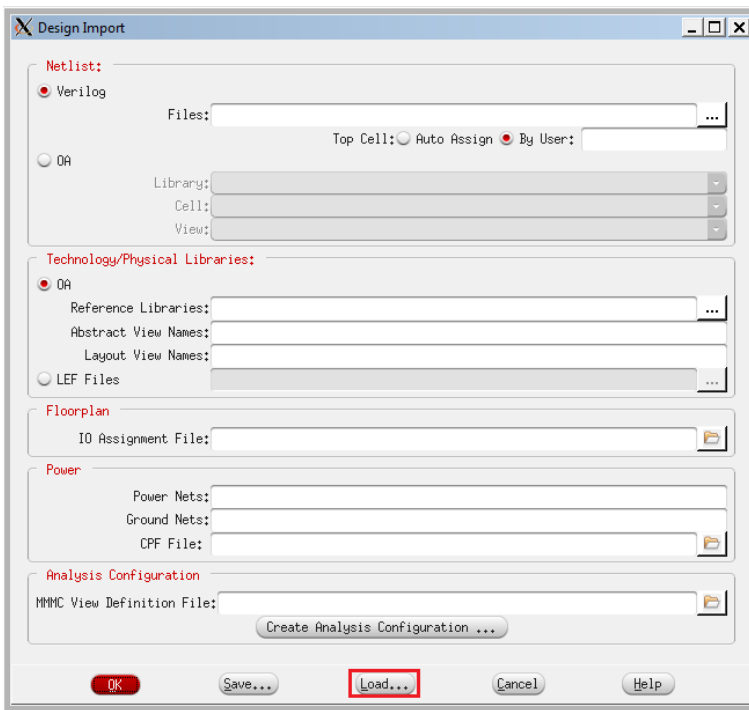 Design Import
Netlist:
Verilog
Files: ...
Top Cell: Auto Assign By User:
OA
Library:
Cell:
View:
Technology/Physical Libraries:
OA
Reference Libraries: ...
Abstract View Names:
Layout View Names:
LEF Files ...
Floorplan
IO Assignment File:
Power
Power Nets:
Ground Nets:
CPF File:
Analysis Configuration
MMMC View Definition File:
Create Analysis Configuration ...
OK Save... Load... Cancel Help